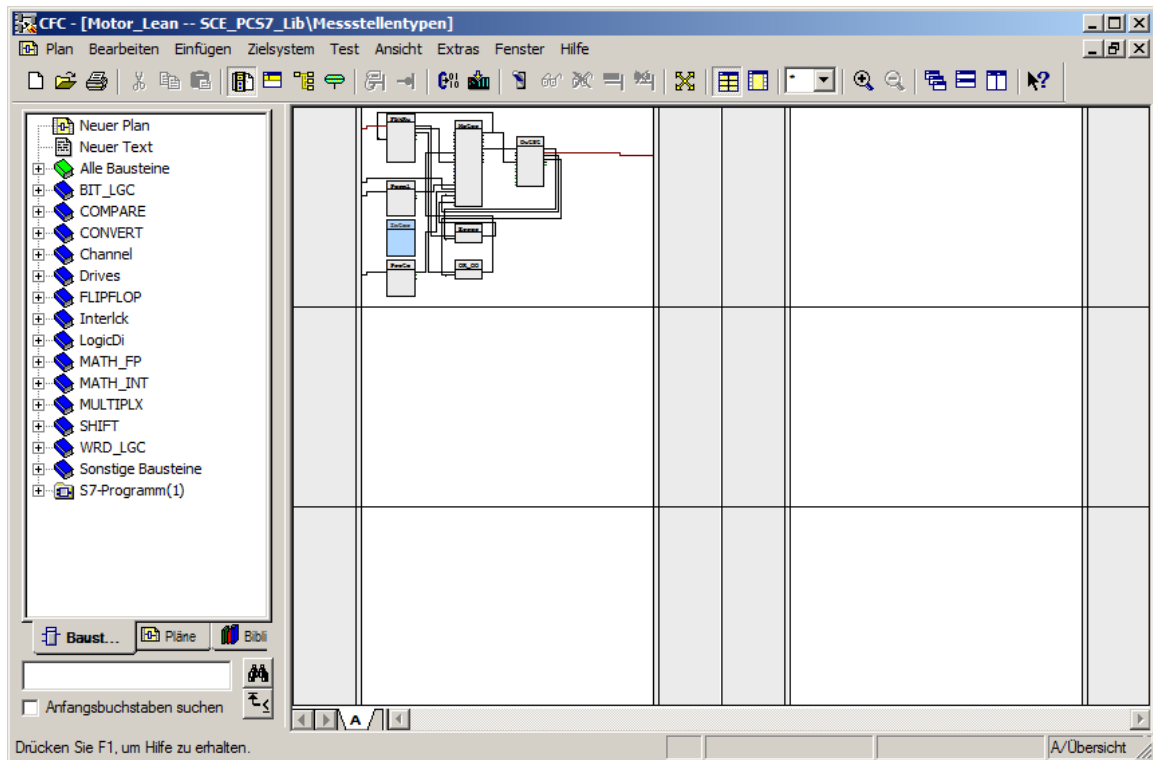 CFC - [Motor_Lean -- SCE_PCS7_Lib\Messstellentypen]
Plan Bearbeiten Einfügen Zielsystem Test Ansicht Extras Fenster Hilfe
Neuer Plan
Neuer Text
Alle Bausteine
BIT_LGC
COMPARE
CONVERT
Channel
Drives
FLIPFLOP
Interlck
LogicDi
MATH_FP
MATH_INT
MULTIPLX
SHIFT
WRD_LGC
Sonstige Bausteine
S7-Programm(1)
Baust... Pläne Bibli
Anfangsbuchstaben suchen
A
Drücken Sie F1, um Hilfe zu erhalten.
A/Übersicht